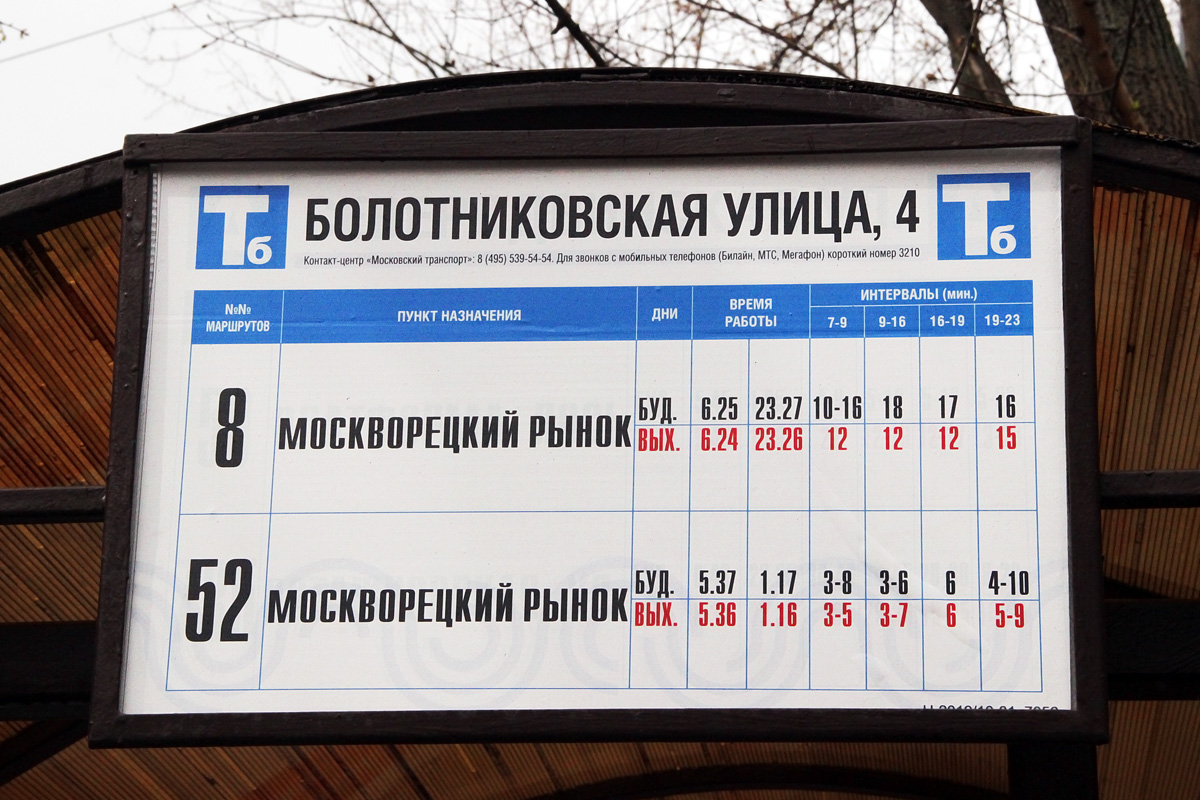 Тб БОЛОТНИКОВСКАЯ УЛИЦА, 4 Тб
Контакт-центр «Московский транспорт»: 8 (495) 539-54-54. Для звонков с мобильных телефонов (Билайн, МТС, Мегафон) короткий номер 3210
№№ МАРШРУТОВ ПУНКТ НАЗНАЧЕНИЯ ДНИ ВРЕМЯ РАБОТЫ ИНТЕРВАЛЫ (мин.)
7-9 9-16 16-19 19-23
8 МОСКВОРЕЦКИЙ РЫНОК БУД. 6.25 23.27 10-16 18 17 16
ВЫХ. 6.24 23.26 12 12 12 15
52 МОСКВОРЕЦКИЙ РЫНОК БУД. 5.37 1.17 3-8 3-6 6 4-10
ВЫХ. 5.36 1.16 3-5 3-7 6 5-9